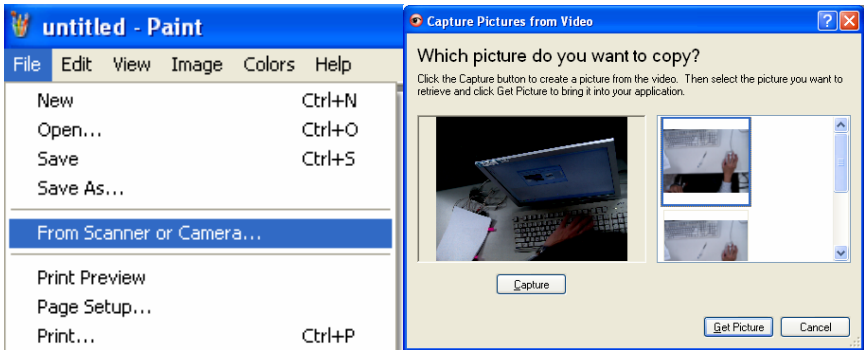 untitled - Paint
File Edit View Image Colors Help
New Ctrl+N
Open... Ctrl+O
Save Ctrl+S
Save As...
From Scanner or Camera...
Print Preview
Page Setup...
Print... Ctrl+P
Capture Pictures from Video
Which picture do you want to copy?
Click the Capture button to create a picture from the video. Then select the picture you want to
retrieve and click Get Picture to bring it into your application.
Capture
Get Picture Cancel